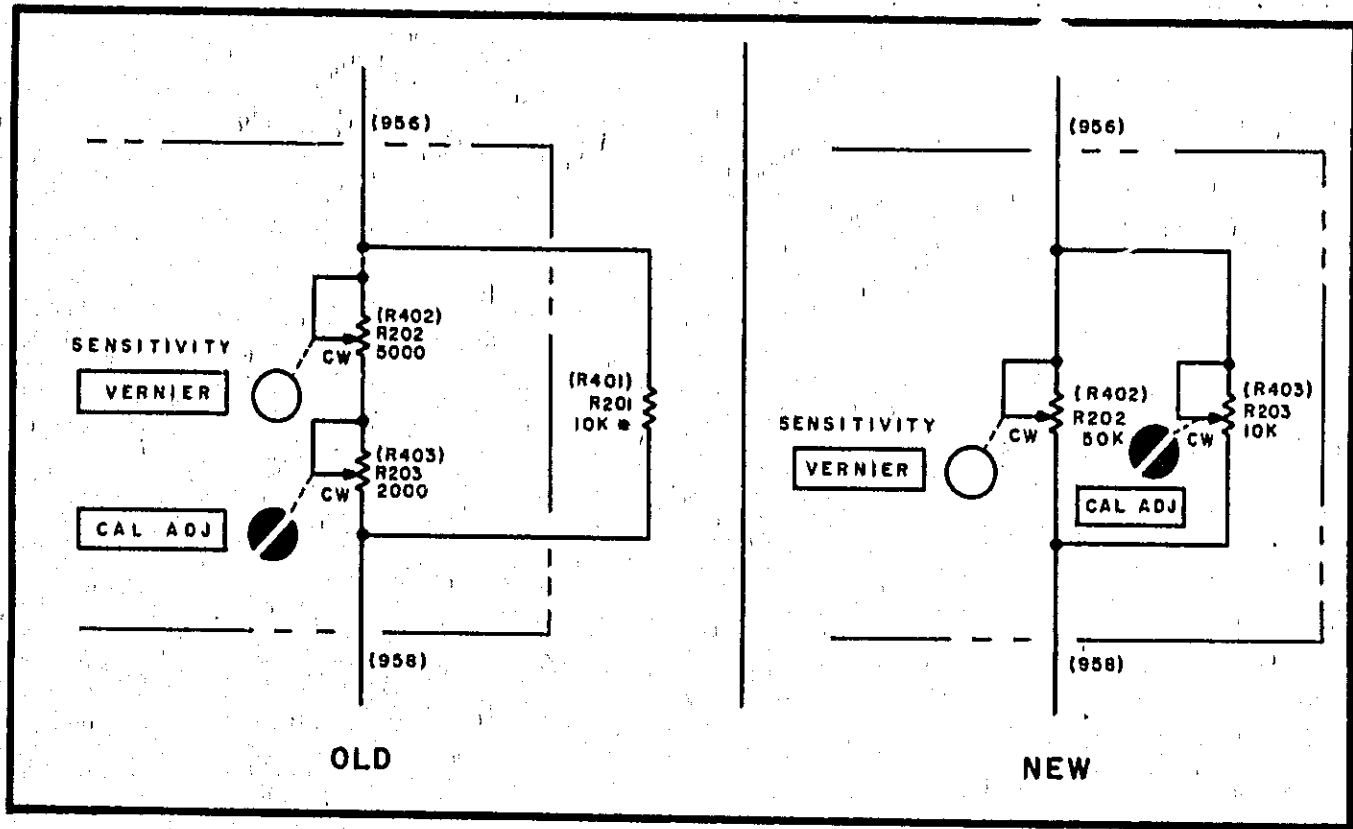 (956)
(R402)
R202
5000
CW
SENSITIVITY
VERNIER
(R401)
R201
10K *
(R403)
R203
2000
CW
CAL ADJ
(958)
OLD
(956)
(R402)
R202
50K
CW
SENSITIVITY
VERNIER
(R403)
R203
10K
CW
CAL ADJ
(958)
NEW